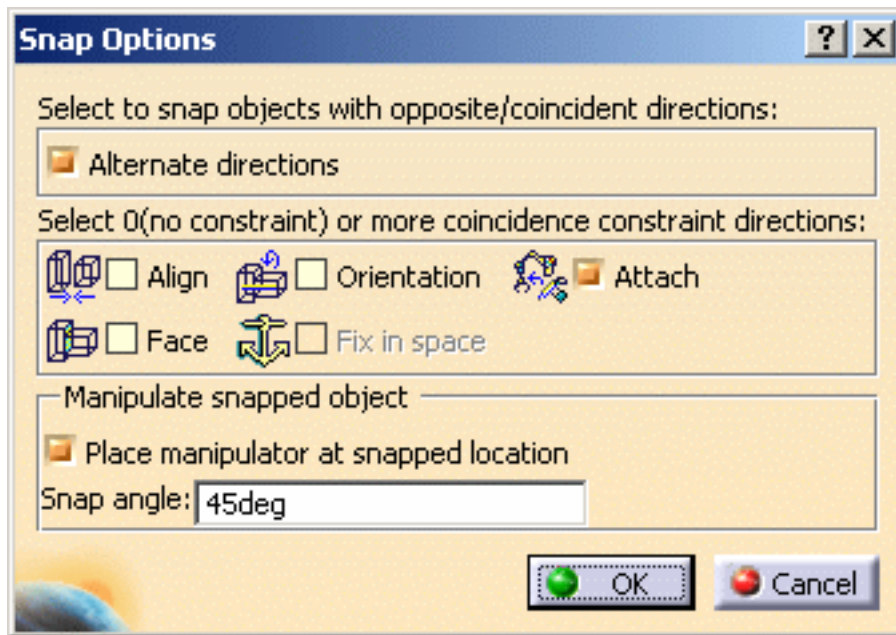 Snap Options
Select to snap objects with opposite/coincident directions:
Alternate directions
Select 0(no constraint) or more coincidence constraint directions:
Align Orientation Attach
Face Fix in space
Manipulate snapped object
Place manipulator at snapped location
Snap angle: 45deg
OK Cancel